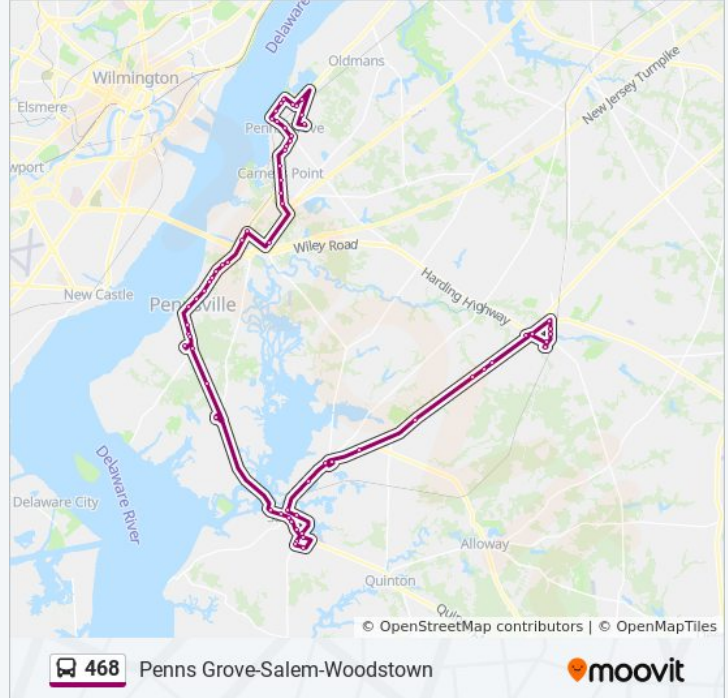 Delaware
Oldmans
Wilmington
New Jersey Turnpike
Elsmere
Penns Grove
wport
Carneys Point
Wiley Road
Harding Highway
New Castle
Pennsville
Delaware River
Delaware City
Alloway
Quinton
Qui
© OpenStreetMap contributors | © OpenMapTiles
468 Penns Grove-Salem-Woodstown
moovit